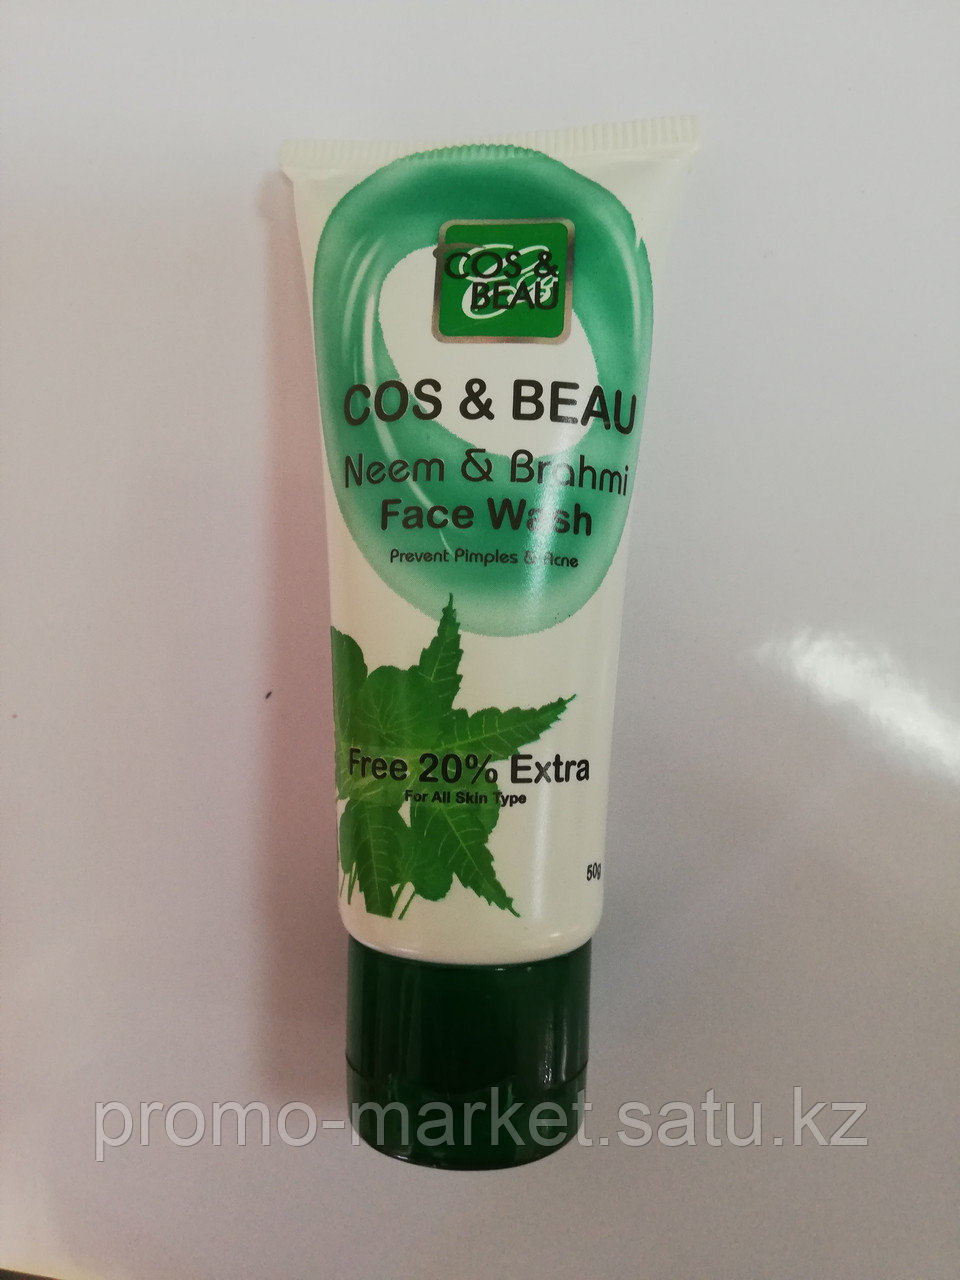 COS &
BEAU
COS & BEAU
Neem & Brahmi
Face Wash
Prevent Pimples & Acne
Free 20% Extra
For All Skin Type
50g
promo-market.satu.kz